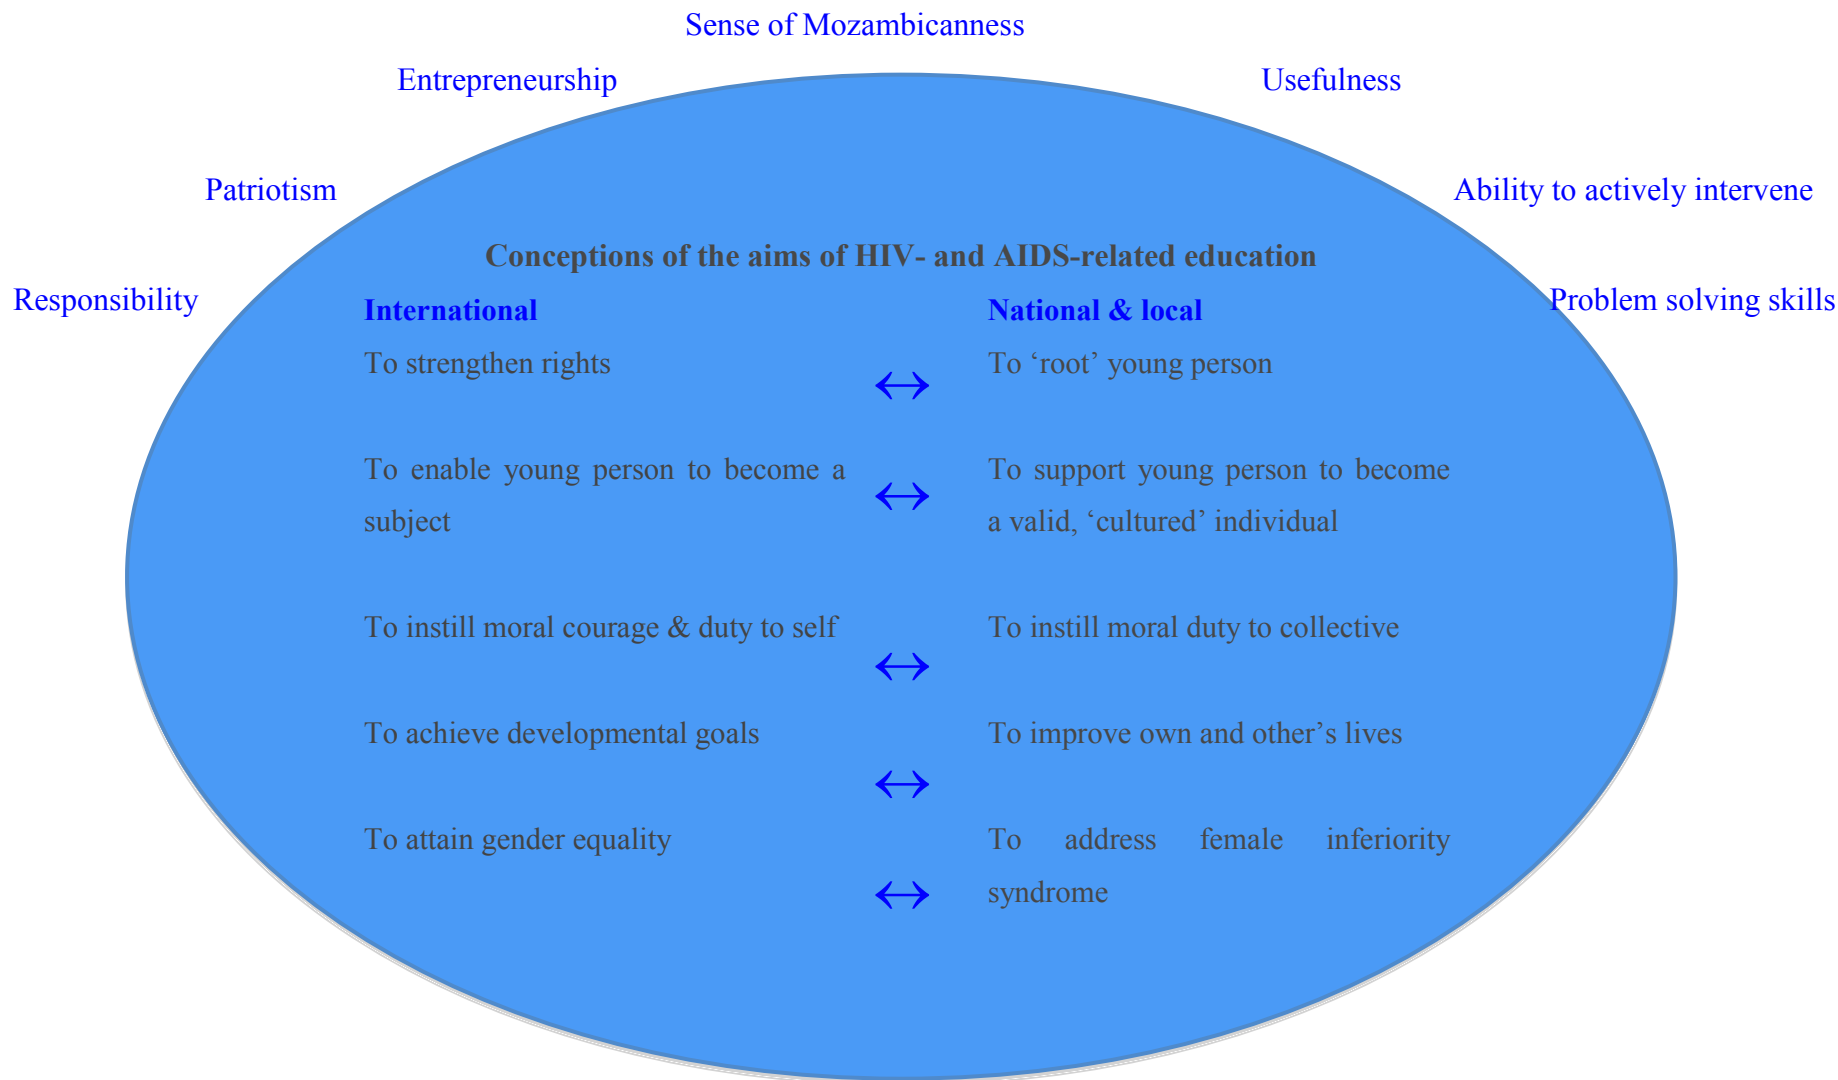 Sense of Mozambicanness
Entrepreneurship
Usefulness
Patriotism
Ability to actively intervene
Responsibility
Problem solving skills
Conceptions of the aims of HIV- and AIDS-related education
International
National & local
To strengthen rights
↔
To ‘root’ young person
To enable young person to become a
subject
↔
To support young person to become
a valid, ‘cultured’ individual
To instill moral courage & duty to self
↔
To instill moral duty to collective
To achieve developmental goals
↔
To improve own and other’s lives
To attain gender equality
↔
To address female inferiority
syndrome